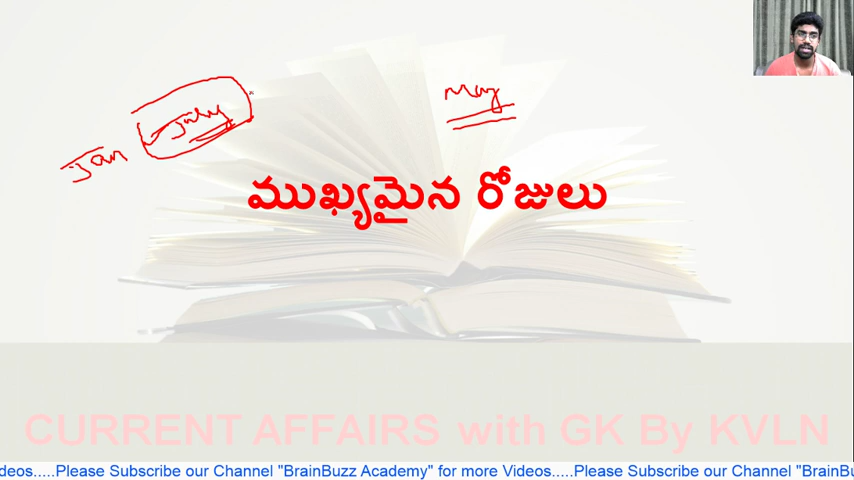 May
July
Jan
ముఖ్యమైన రోజులు
CURRENT AFFAIRS with GK By KVLN
deos.....Please Subscribe our Channel "BrainBuzz Academy" for more Videos.....Please Subscribe our Channel "BrainBu